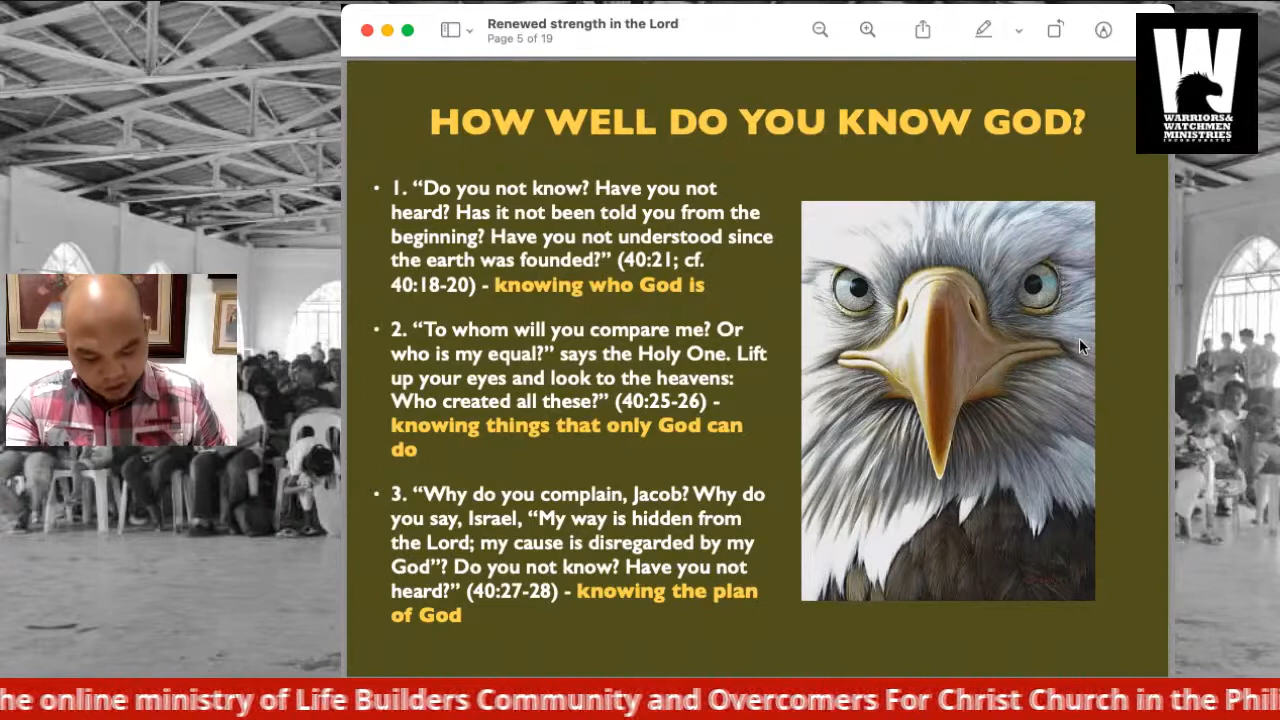 Renewed strength in the Lord
Page 5 of 19
W
WARRIORS&
WATCHMEN
MINISTRIES
INCORPORATED
HOW WELL DO YOU KNOW GOD?
• 1. “Do you not know? Have you not
heard? Has it not been told you from the
beginning? Have you not understood since
the earth was founded?” (40:21; cf.
40:18-20) - knowing who God is
• 2. “To whom will you compare me? Or
who is my equal?” says the Holy One. Lift
up your eyes and look to the heavens:
Who created all these?” (40:25-26) -
knowing things that only God can
do
• 3. “Why do you complain, Jacob? Why do
you say, Israel, “My way is hidden from
the Lord; my cause is disregarded by my
God”? Do you not know? Have you not
heard?” (40:27-28) - knowing the plan
of God
he online ministry of Life Builders Community and Overcomers For Christ Church in the Phil